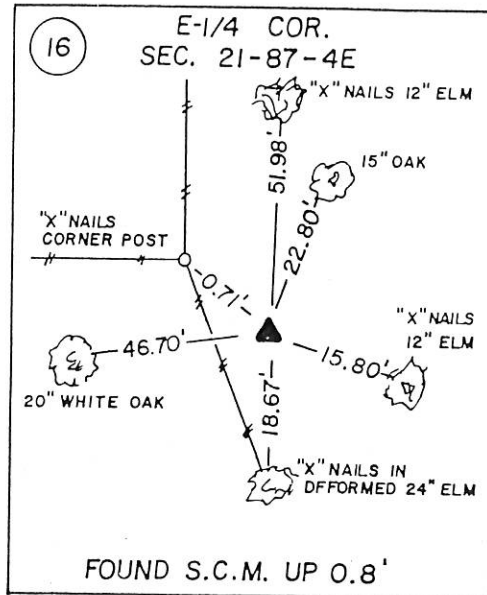 16
E-1/4 COR.
SEC. 21-87-4E
"X" NAILS 12" ELM
51.98'
15" OAK
22.80'
"X" NAILS
CORNER POST
0.71'
"X" NAILS
12" ELM
46.70'
15.80'
20" WHITE OAK
18.67'
"X" NAILS IN
DFFORMED 24" ELM
FOUND S.C.M. UP 0.8'